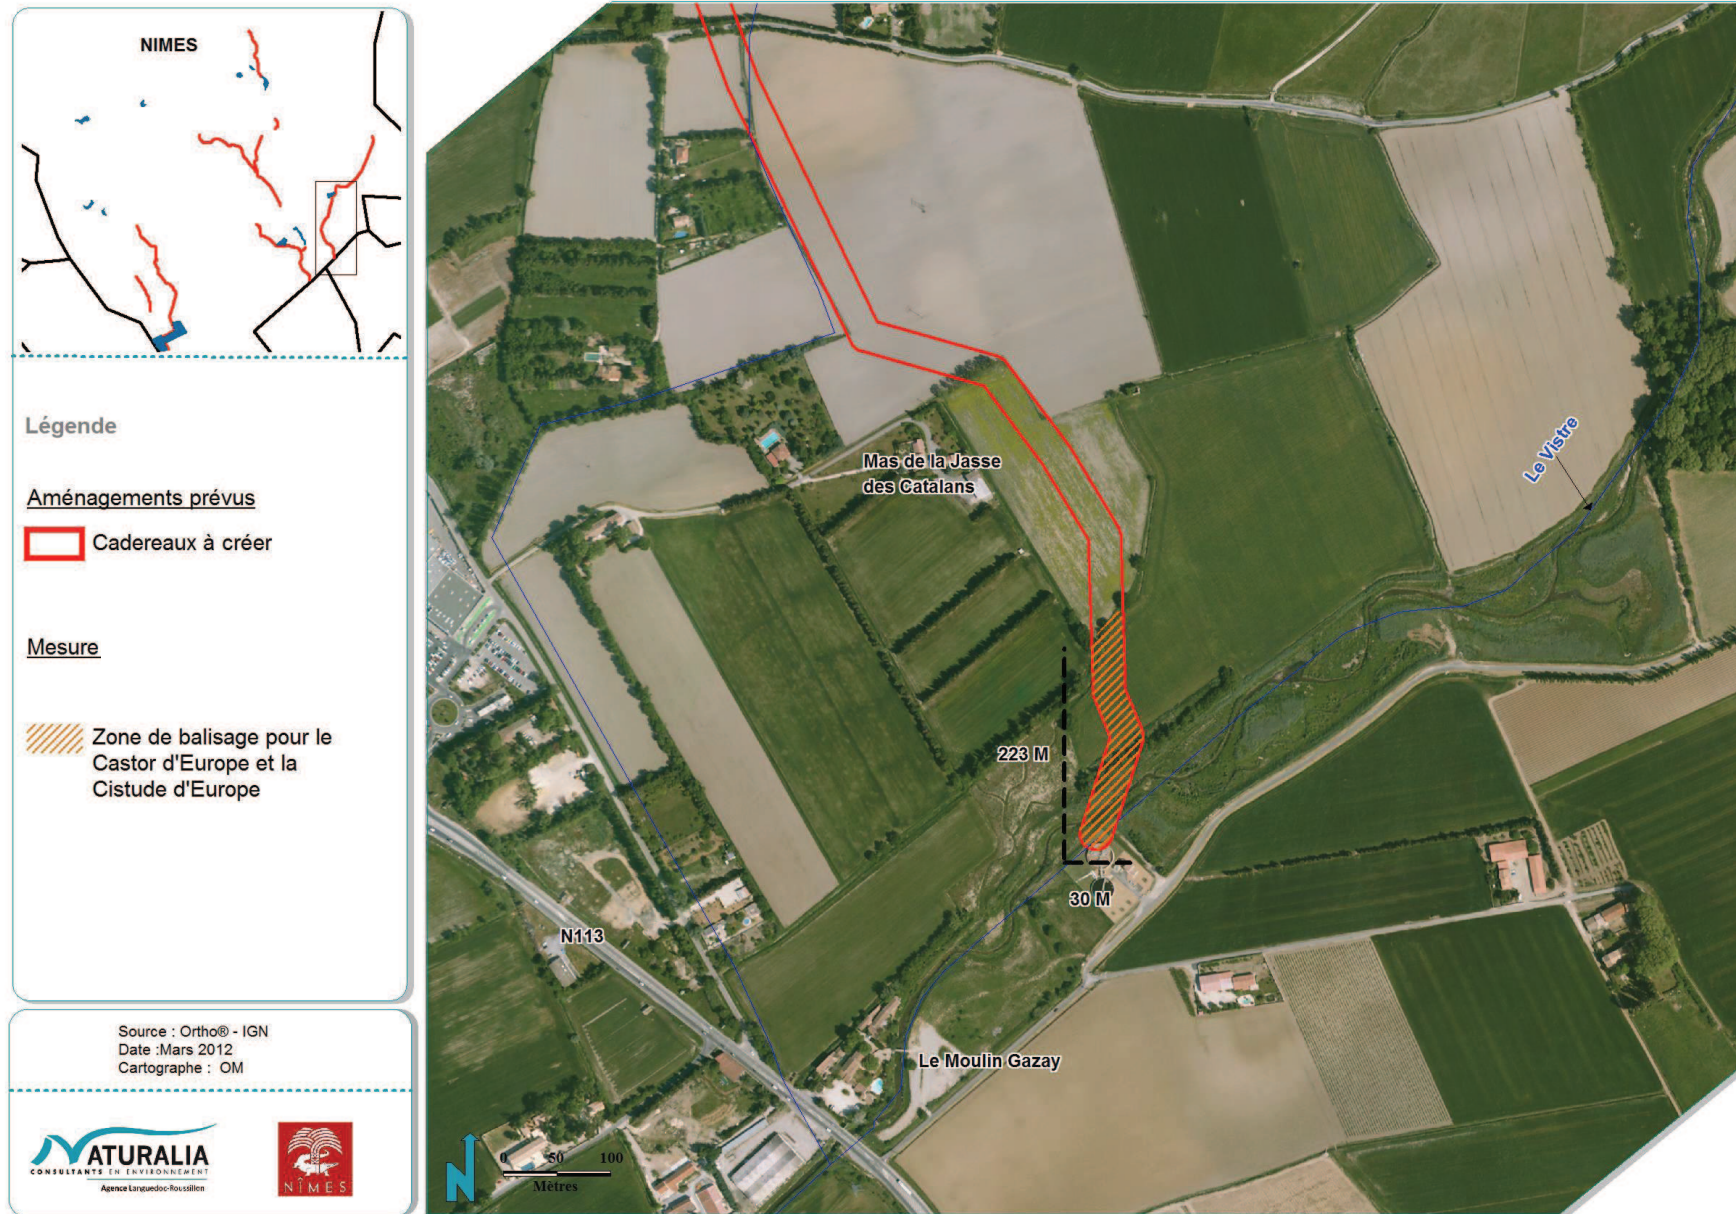 NIMES
Légende
Aménagements prévus
Cadereaux à créer
Mesure
Zone de balisage pour le
Castor d'Europe et la
Cistude d'Europe
Source : Ortho® - IGN
Date :Mars 2012
Cartographe : OM
NATURALIA
CONSULTANTS EN ENVIRONNEMENT
Agence Languedoc-Roussillon
NÎMES
Mas de la Jasse
des Catalans
Le Vistre
223 M
30 M
N113
Le Moulin Gazay
N
0 50 100
Mètres